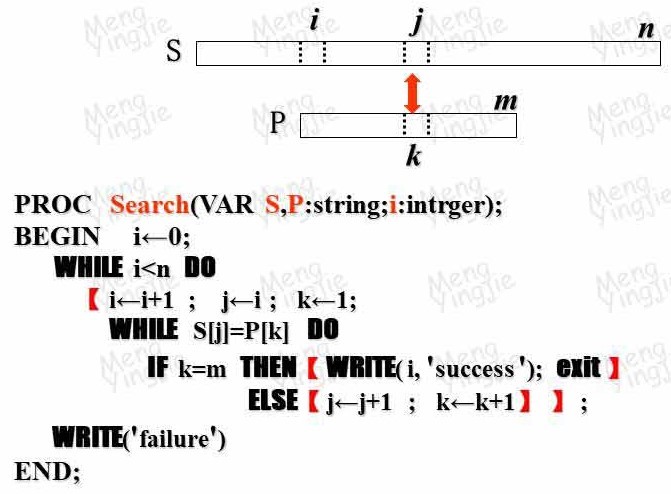 i j n
S
m
P
k
PROC Search(VAR S,P:string;i:intrger);
BEGIN i←0;
WHILE i<n DO
【 i←i+1 ; j←i ; k←1;
WHILE S[j]=P[k] DO
IF k=m THEN【 WRITE( i, 'success '); exit 】
ELSE【 j←j+1 ; k←k+1】 】 ;
WRITE('failure')
END;
Meng YingJie